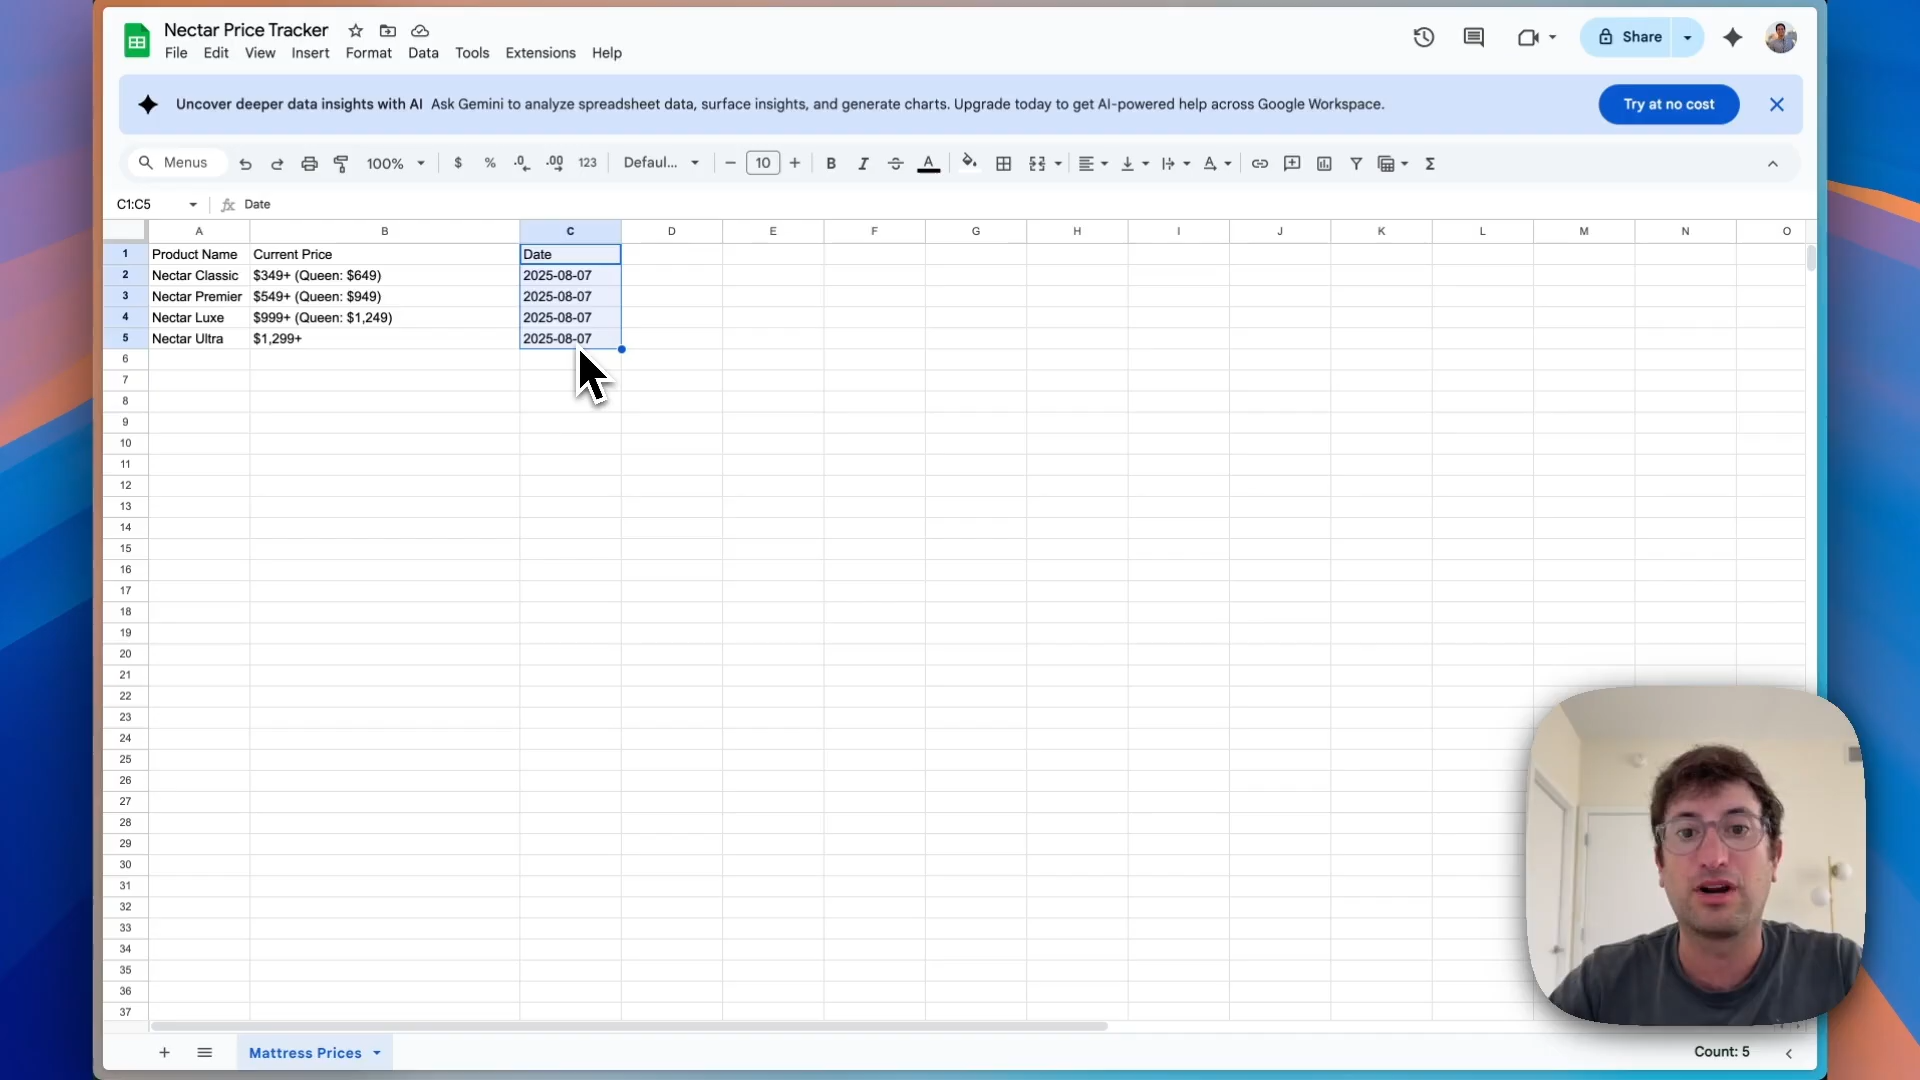 Nectar Price Tracker
File Edit View Insert Format Data Tools Extensions Help
Share
Uncover deeper data insights with AI Ask Gemini to analyze spreadsheet data, surface insights, and generate charts. Upgrade today to get AI-powered help across Google Workspace.
Try at no cost
Menus 100% $ % .0 .00 123 Defaul... 10 B I A
C1:C5 fx Date
A B C D E F G H I J K L M N O
1 Product Name Current Price Date
2 Nectar Classic $349+ (Queen: $649) 2025-08-07
3 Nectar Premier $549+ (Queen: $949) 2025-08-07
4 Nectar Luxe $999+ (Queen: $1,249) 2025-08-07
5 Nectar Ultra $1,299+ 2025-08-07
6
7
8
9
10
11
12
13
14
15
16
17
18
19
20
21
22
23
24
25
26
27
28
29
30
31
32
33
34
35
36
37
Mattress Prices
Count: 5